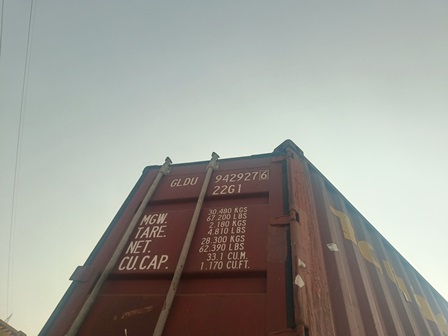 GLDU 942927 6
22G1
MGW. 30.480 KGS
67.200 LBS
TARE. 2.180 KGS
4.810 LBS
NET. 28.300 KGS
62.390 LBS
CU.CAP. 33.1 CU.M.
1.170 CU.FT.